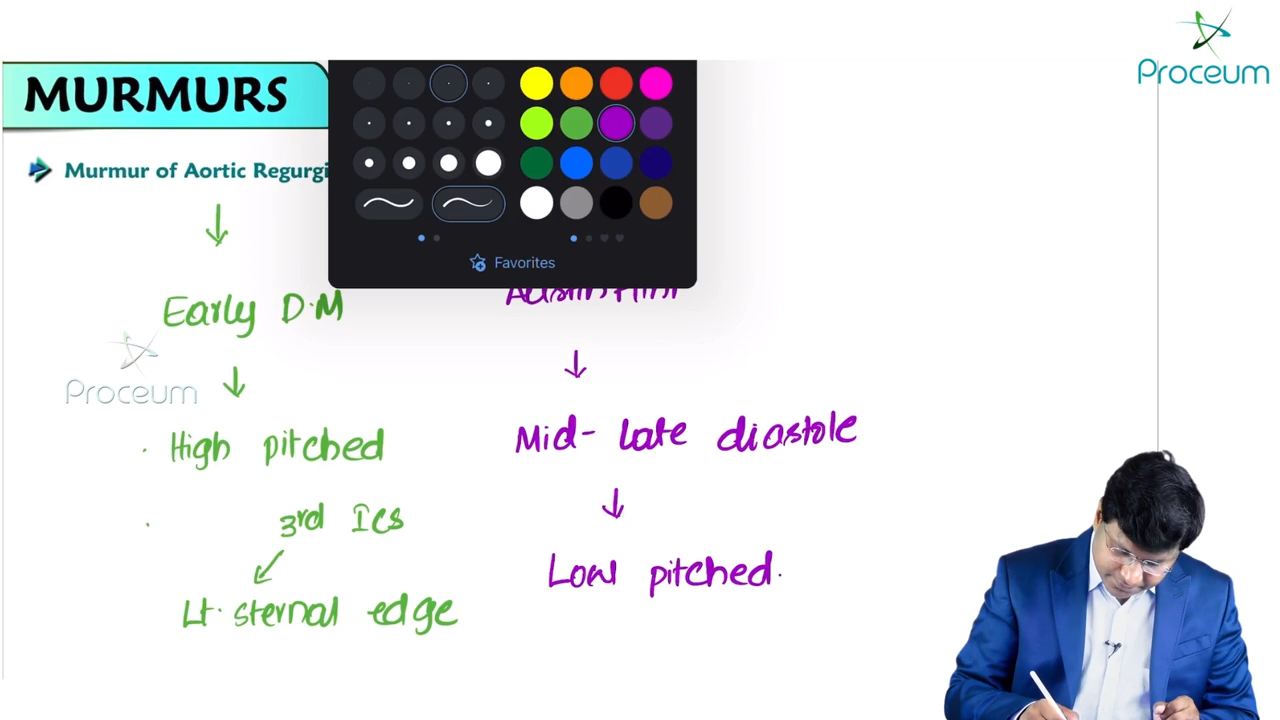 Proceum
MURMURS
Murmur of Aortic Regurgi
Favorites
Early D.M
Proceum
High pitched
3rd ICS
Lt. sternal edge
Mid- late diastole
Low pitched.